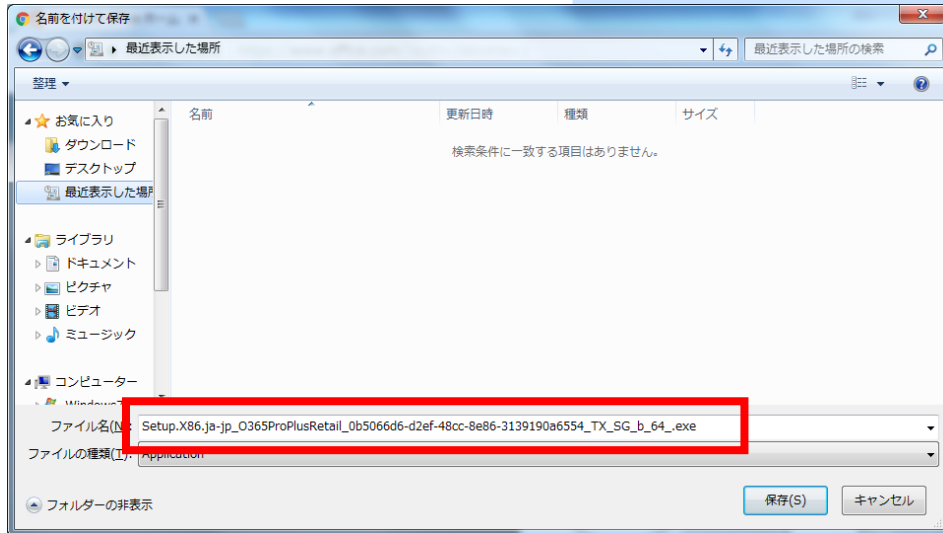 名前を付けて保存
最近表示した場所
最近表示した場所の検索
整理
名前 更新日時 種類 サイズ
検索条件に一致する項目はありません。
お気に入り
ダウンロード
デスクトップ
最近表示した場所
ライブラリ
ドキュメント
ピクチャ
ビデオ
ミュージック
コンピューター
ファイル名(N): Setup.X86.ja-jp_O365ProPlusRetail_0b5066d6-d2ef-48cc-8e86-3139190a6554_TX_SG_b_64_.exe
ファイルの種類(T): Application
フォルダーの非表示
保存(S) キャンセル